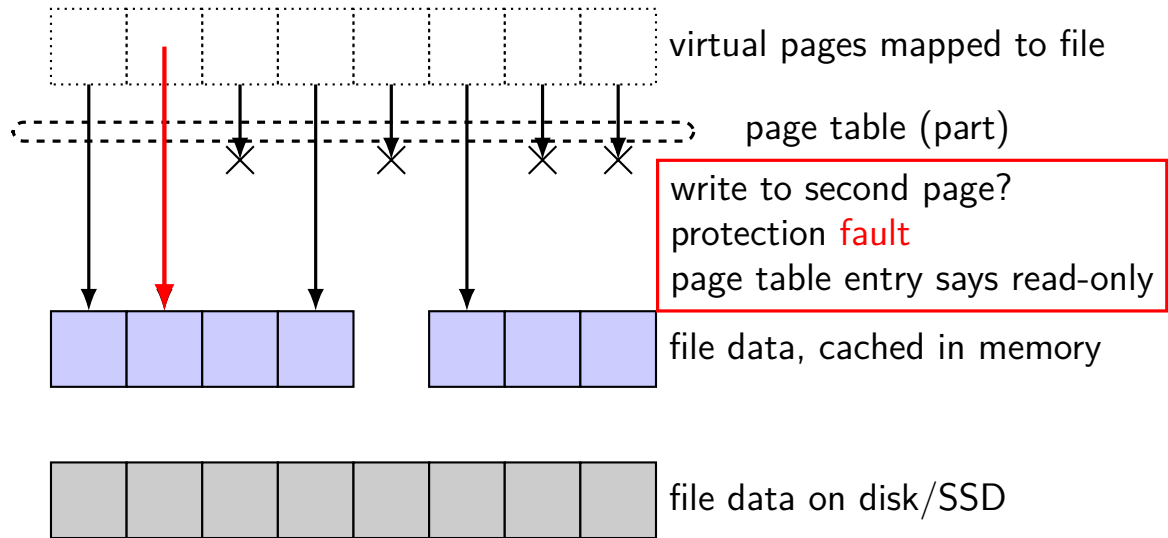 virtual pages mapped to file
page table (part)
write to second page?
protection fault
page table entry says read-only
file data, cached in memory
file data on disk/SSD